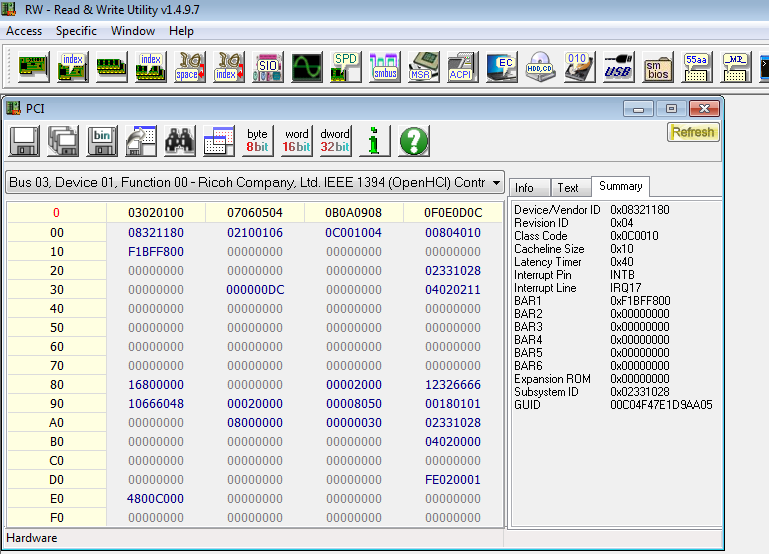 RW - Read & Write Utility v1.4.9.7
Access Specific Window Help
index index space index SIO SPD smbus MSR ACPI EC HDD,CD 010 USB sm bios 55aa MR
PCI
bin byte 8bit word 16bit dword 32bit i ? Refresh
Bus 03, Device 01, Function 00 - Ricoh Company, Ltd. IEEE 1394 (OpenHCI) Contr
Info Text Summary
0 03020100 07060504 0B0A0908 0F0E0D0C
00 08321180 02100106 0C001004 00804010
10 F1BFF800 00000000 00000000 00000000
20 00000000 00000000 00000000 02331028
30 00000000 000000DC 00000000 04020211
40 00000000 00000000 00000000 00000000
50 00000000 00000000 00000000 00000000
60 00000000 00000000 00000000 00000000
70 00000000 00000000 00000000 00000000
80 16800000 00000000 00002000 12326666
90 10666048 00020000 00008050 00180101
A0 00000000 08000000 00000030 02331028
B0 00000000 00000000 00000000 04020000
C0 00000000 00000000 00000000 00000000
D0 00000000 00000000 00000000 FE020001
E0 4800C000 00000000 00000000 00000000
F0 00000000 00000000 00000000 00000000
Device/Vendor ID 0x08321180
Revision ID 0x04
Class Code 0x0C0010
Cacheline Size 0x10
Latency Timer 0x40
Interrupt Pin INTB
Interrupt Line IRQ17
BAR1 0xF1BFF800
BAR2 0x00000000
BAR3 0x00000000
BAR4 0x00000000
BAR5 0x00000000
BAR6 0x00000000
Expansion ROM 0x00000000
Subsystem ID 0x02331028
GUID 00C04F47E1D9AA05
Hardware